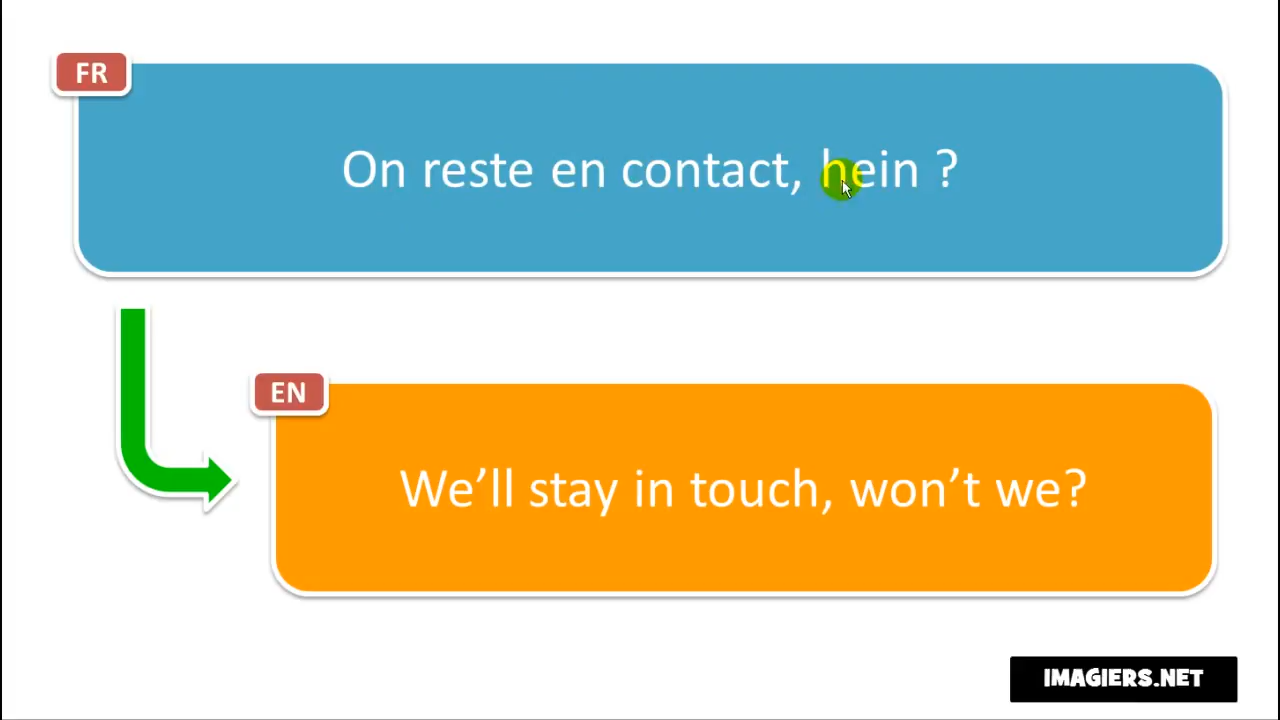 FR
On reste en contact, hein ?
EN
We’ll stay in touch, won’t we?
IMAGIERS.NET